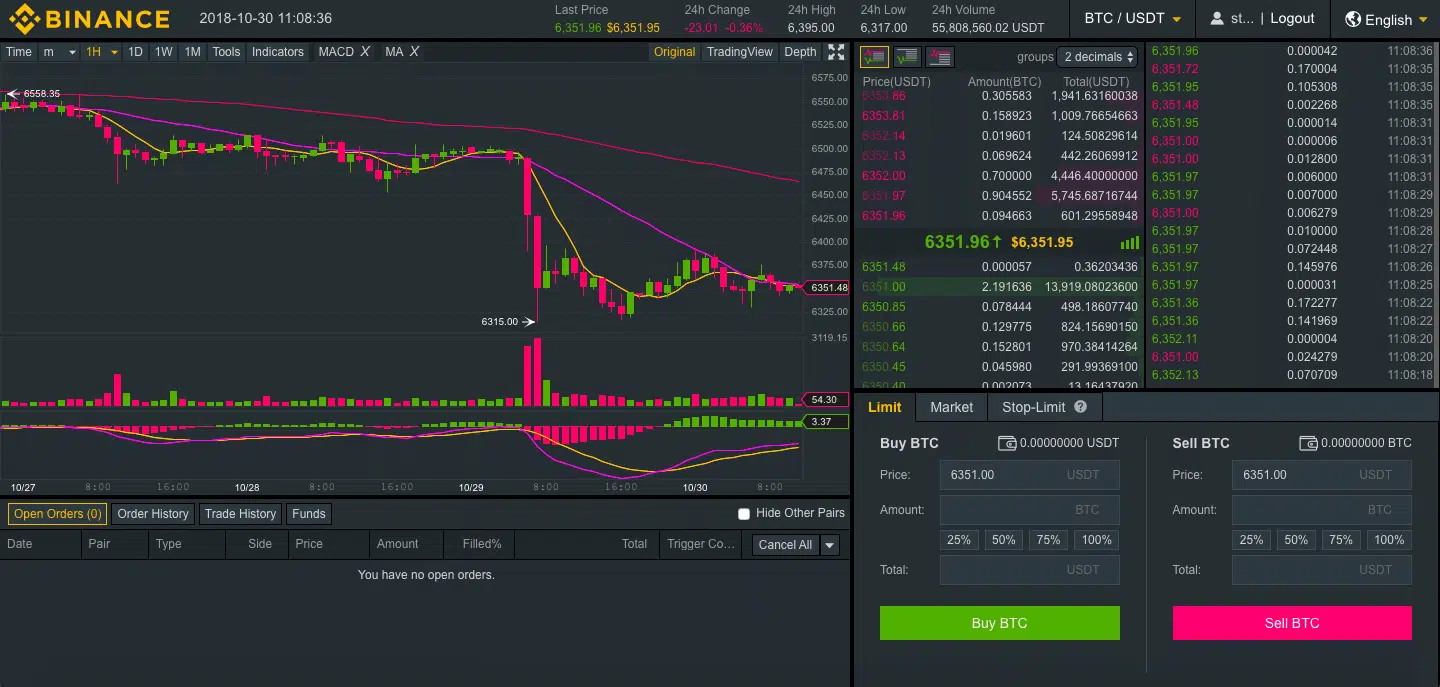 BINANCE 2018-10-30 11:08:36
Last Price 24h Change 24h High 24h Low 24h Volume
6,351.96 $6,351.95 -23.01 -0.36% 6,395.00 6,317.00 55,808,560.02 USDT
BTC / USDT st... | Logout English
Time m 1H 1D 1W 1M Tools Indicators MACD X MA X Original TradingView Depth
6558.35
6315.00
6575.00
6550.00
6525.00
6500.00
6475.00
6450.00
6425.00
6400.00
6375.00
6351.48
6325.00
3119.15
54.30
3.37
10/27 8:00 16:00 10/28 8:00 16:00 10/29 8:00 16:00 10/30 8:00
groups 2 decimals
Price(USDT) Amount(BTC) Total(USDT)
6353.86 0.305583 1,941.63160038
6353.81 0.158923 1,009.76654663
6352.14 0.019601 124.50829614
6352.13 0.069624 442.26069912
6352.00 0.700000 4,446.40000000
6351.97 0.904552 5,745.68716744
6351.96 0.094663 601.29558948
6351.96↑ $6,351.95
6351.48 0.000057 0.36203436
6351.00 2.191636 13,919.08023600
6350.85 0.078444 498.18607740
6350.66 0.129775 824.15690150
6350.64 0.152801 970.38414264
6350.45 0.045980 291.99369100
6350.40 0.002073 13.16437920
6,351.96 0.000042 11:08:36
6,351.72 0.170004 11:08:35
6,351.95 0.105308 11:08:35
6,351.48 0.002268 11:08:35
6,351.95 0.000014 11:08:31
6,351.00 0.000006 11:08:31
6,351.00 0.012800 11:08:31
6,351.97 0.006000 11:08:31
6,351.97 0.007000 11:08:29
6,351.00 0.006279 11:08:29
6,351.97 0.010000 11:08:28
6,351.97 0.072448 11:08:27
6,351.97 0.145976 11:08:26
6,351.97 0.000031 11:08:25
6,351.36 0.172277 11:08:22
6,351.36 0.141969 11:08:22
6,352.11 0.000004 11:08:20
6,351.00 0.024279 11:08:20
6,352.13 0.070709 11:08:18
Open Orders (0) Order History Trade History Funds Hide Other Pairs
Date Pair Type Side Price Amount Filled% Total Trigger Co... Cancel All
You have no open orders.
Limit Market Stop-Limit ?
Buy BTC 0.00000000 USDT
Price: 6351.00 USDT
Amount: BTC
25% 50% 75% 100%
Total: USDT
Buy BTC
Sell BTC 0.00000000 BTC
Price: 6351.00 USDT
Amount: BTC
25% 50% 75% 100%
Total: USDT
Sell BTC